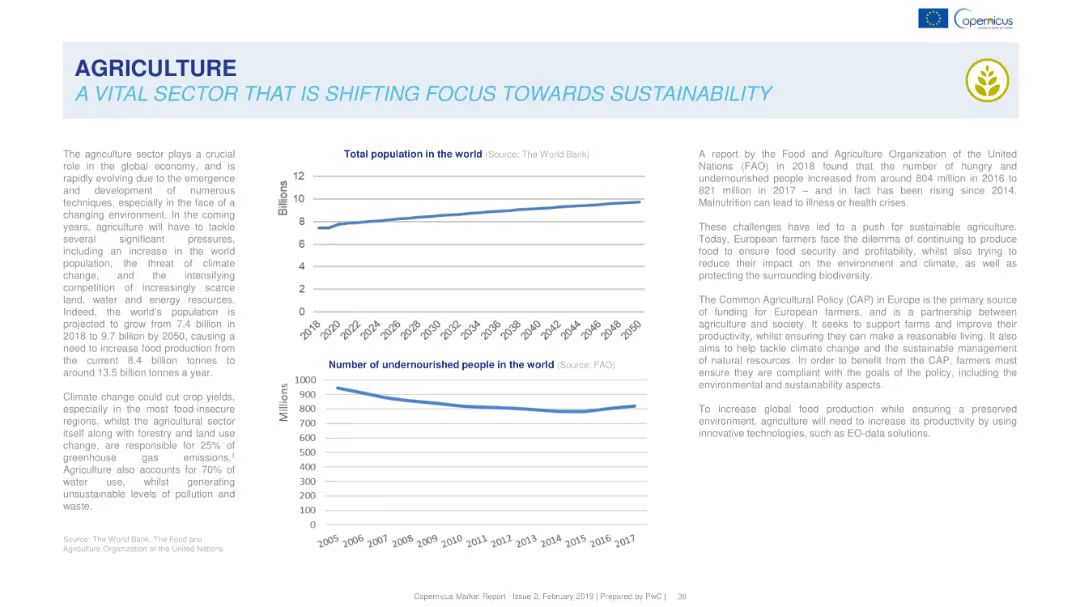 Copernicus
AGRICULTURE
A VITAL SECTOR THAT IS SHIFTING FOCUS TOWARDS SUSTAINABILITY
The agriculture sector plays a crucial
role in the global economy, and is
rapidly evolving due to the emergence
and development of numerous
techniques, especially in the face of a
changing environment. In the coming
years, agriculture will have to tackle
several significant pressures,
including an increase in the world
population, the threat of climate
change, and the intensifying
competition of increasingly scarce
land, water and energy resources.
Indeed, the world's population is
projected to grow from 7.4 billion in
2018 to 9.7 billion by 2050, causing a
need to increase food production from
the current 8.4 billion tonnes to
around 13.5 billion tonnes a year.
Climate change could cut crop yields,
especially in the most food-insecure
regions, whilst the agricultural sector
itself along with forestry and land use
change, are responsible for 25% of
greenhouse gas emissions.¹
Agriculture also accounts for 70% of
water use, whilst generating
unsustainable levels of pollution and
waste.
Source: The World Bank, The Food and
Agriculture Organization of the United Nations
Total population in the world (Source: The World Bank)
Billions
12
10
8
6
4
2
0
2018 2020 2022 2024 2026 2028 2030 2032 2034 2036 2038 2040 2042 2044 2046 2048 2050
Number of undernourished people in the world (Source: FAO)
Millions
1000
900
800
700
600
500
400
300
200
100
0
2005 2006 2007 2008 2009 2010 2011 2012 2013 2014 2015 2016 2017
A report by the Food and Agriculture Organization of the United
Nations (FAO) in 2018 found that the number of hungry and
undernourished people increased from around 804 million in 2016 to
821 million in 2017 – and in fact has been rising since 2014.
Malnutrition can lead to illness or health crises.
These challenges have led to a push for sustainable agriculture.
Today, European farmers face the dilemma of continuing to produce
food to ensure food security and profitability, whilst also trying to
reduce their impact on the environment and climate, as well as
protecting the surrounding biodiversity.
The Common Agricultural Policy (CAP) in Europe is the primary source
of funding for European farmers, and is a partnership between
agriculture and society. It seeks to support farms and improve their
productivity, whilst ensuring they can make a reasonable living. It also
aims to help tackle climate change and the sustainable management
of natural resources. In order to benefit from the CAP, farmers must
ensure they are compliant with the goals of the policy, including the
environmental and sustainability aspects.
To increase global food production while ensuring a preserved
environment, agriculture will need to increase its productivity by using
innovative technologies, such as EO-data solutions.
Copernicus Market Report Issue 2, February 2019 | Prepared by PwC | 39